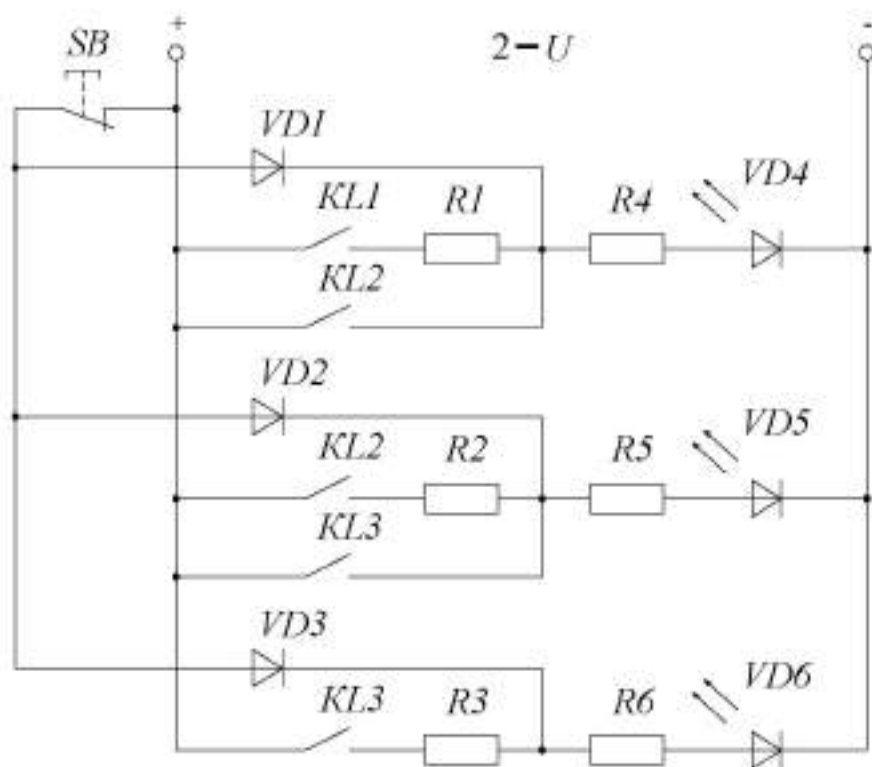 + -
SB 2–U
VD1
KL1 R1 R4 VD4
KL2
VD2
KL2 R2 R5 VD5
KL3
VD3
KL3 R3 R6 VD6